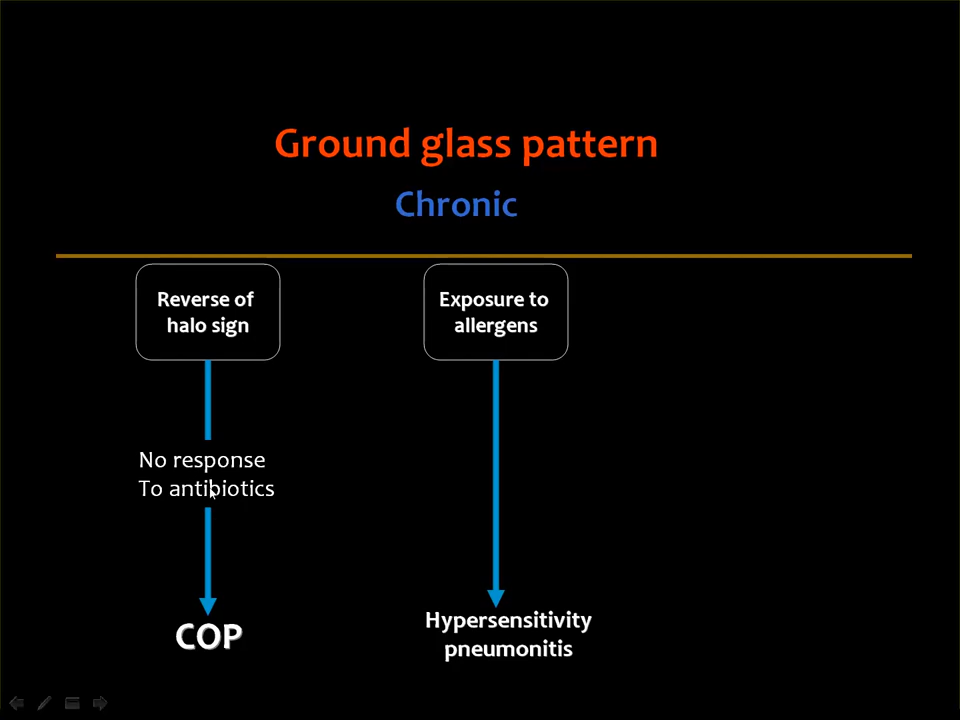 Ground glass pattern
Chronic
Reverse of
halo sign
Exposure to
allergens
No response
To antibiotics
COP
Hypersensitivity
pneumonitis